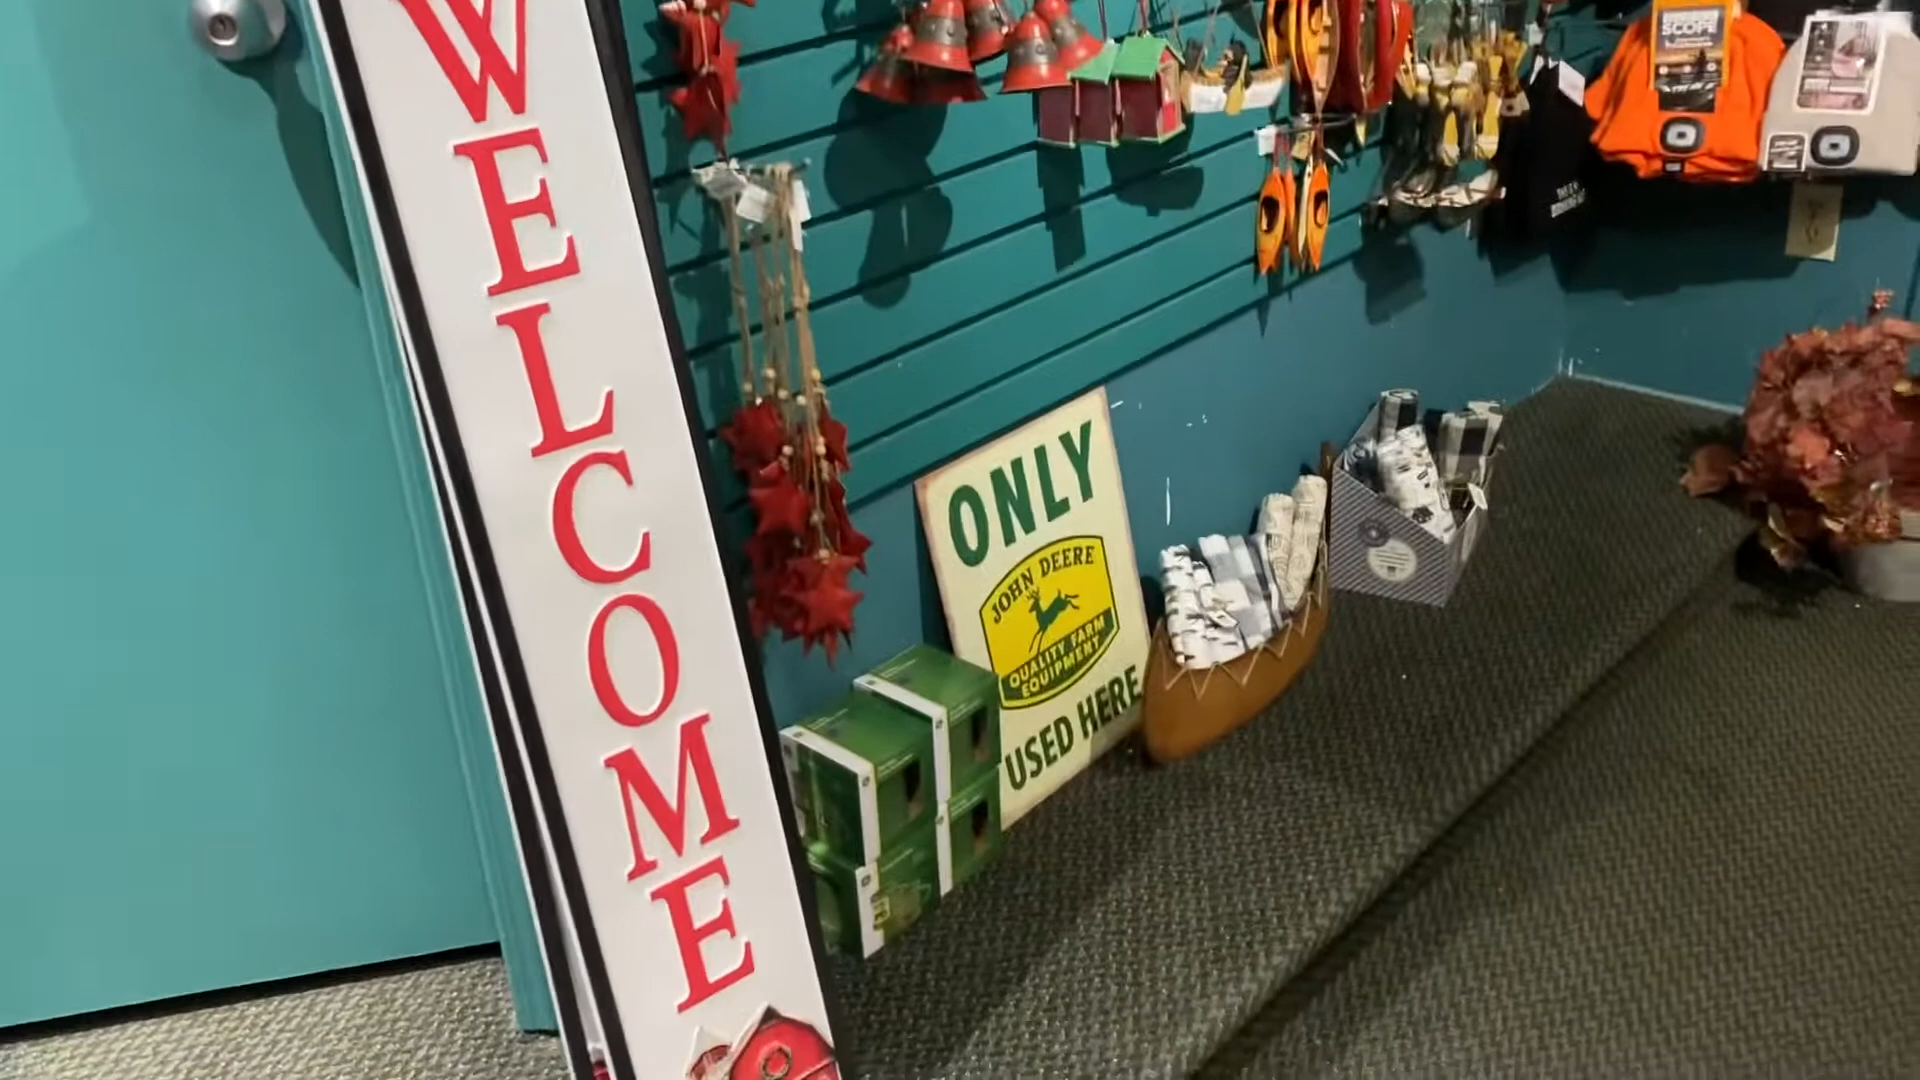 WELCOME
ONLY
JOHN DEERE
QUALITY FARM
EQUIPMENT
USED HERE
SCOPE